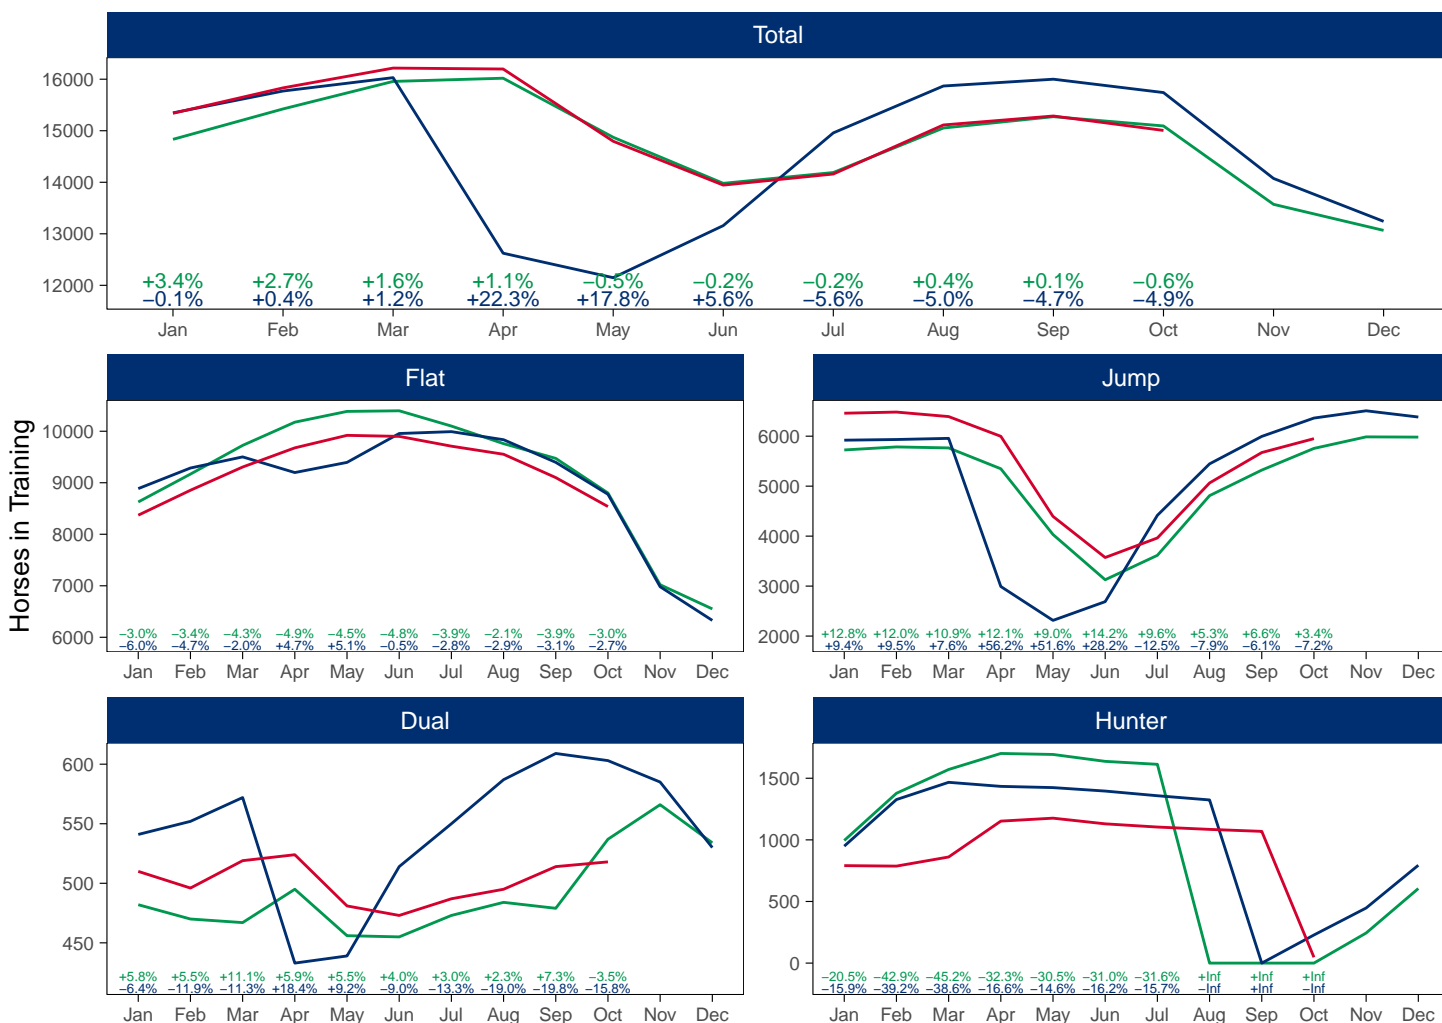 Total
16000
15000
14000
13000
12000
+3.4% +2.7% +1.6% +1.1% −0.5% −0.2% −0.2% +0.4% +0.1% −0.6%
−0.1% +0.4% +1.2% +22.3% +17.8% +5.6% −5.6% −5.0% −4.7% −4.9%
Jan Feb Mar Apr May Jun Jul Aug Sep Oct Nov Dec
Horses in Training
Flat
10000
9000
8000
7000
6000
−3.0% −3.4% −4.3% −4.9% −4.5% −4.8% −3.9% −2.1% −3.9% −3.0%
−6.0% −4.7% −2.0% +4.7% +5.1% −0.5% −2.8% −2.9% −3.1% −2.7%
Jan Feb Mar Apr May Jun Jul Aug Sep Oct Nov Dec
Jump
6000
5000
4000
3000
2000
+12.8% +12.0% +10.9% +12.1% +9.0% +14.2% +9.6% +5.3% +6.6% +3.4%
+9.4% +9.5% +7.6% +56.2% +51.6% +28.2% −12.5% −7.9% −6.1% −7.2%
Jan Feb Mar Apr May Jun Jul Aug Sep Oct Nov Dec
Dual
600
550
500
450
+5.8% +5.5% +11.1% +5.9% +5.5% +4.0% +3.0% +2.3% +7.3% −3.5%
−6.4% −11.9% −11.3% +18.4% +9.2% −9.0% −13.3% −19.0% −19.8% −15.8%
Jan Feb Mar Apr May Jun Jul Aug Sep Oct Nov Dec
Hunter
1500
1000
500
0
−20.5% −42.9% −45.2% −32.3% −30.5% −31.0% −31.6% +Inf +Inf +Inf
−15.9% −39.2% −38.6% −16.6% −14.6% −16.2% −15.7% −Inf +Inf −Inf
Jan Feb Mar Apr May Jun Jul Aug Sep Oct Nov Dec